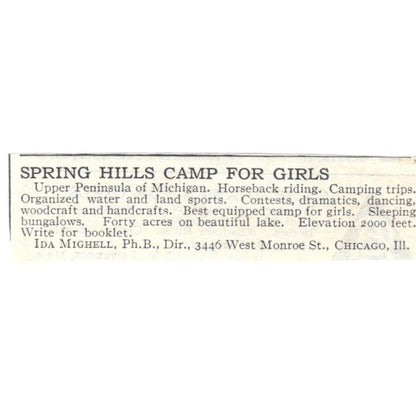 SPRING HILLS CAMP FOR GIRLS
Upper Peninsula of Michigan. Horseback riding. Camping trips.
Organized water and land sports. Contests, dramatics, dancing,
woodcraft and handcrafts. Best equipped camp for girls. Sleeping
bungalows. Forty acres on beautiful lake. Elevation 2000 feet.
Write for booklet.
IDA MIGHELL, Ph.B., Dir., 3446 West Monroe St., CHICAGO, Ill.